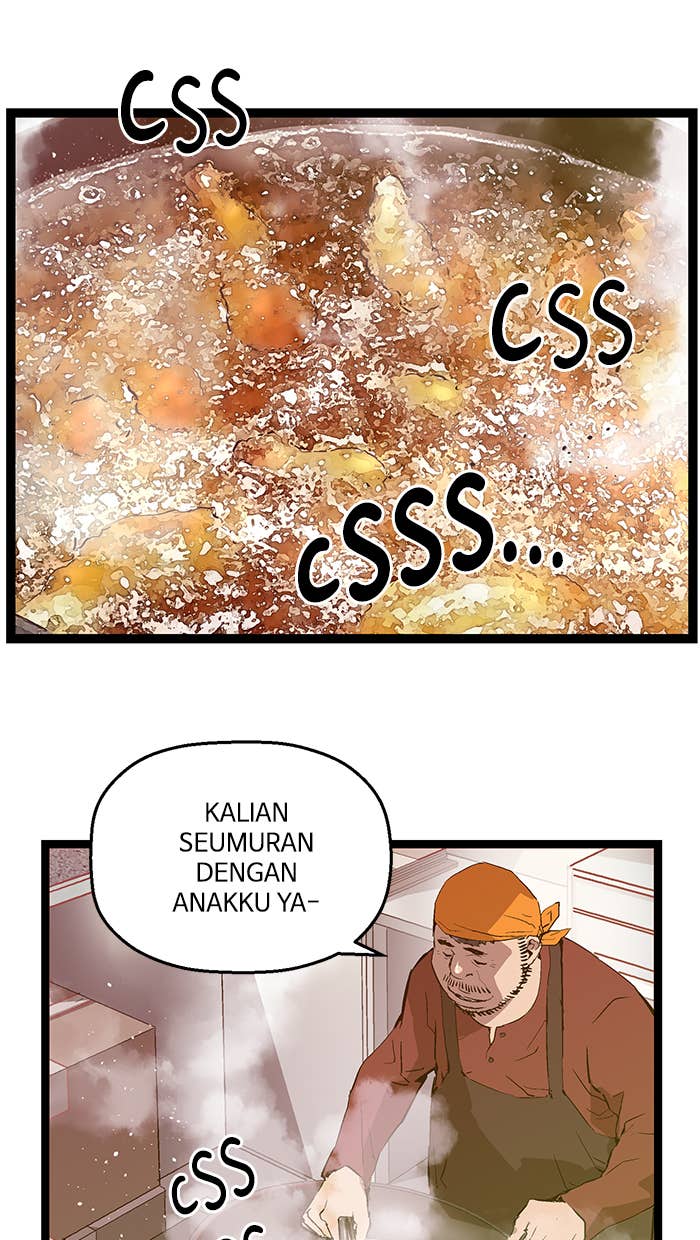 CSS
CSS
CSSS...
KALIAN
SEUMURAN
DENGAN
ANAKKU YA-
CSS